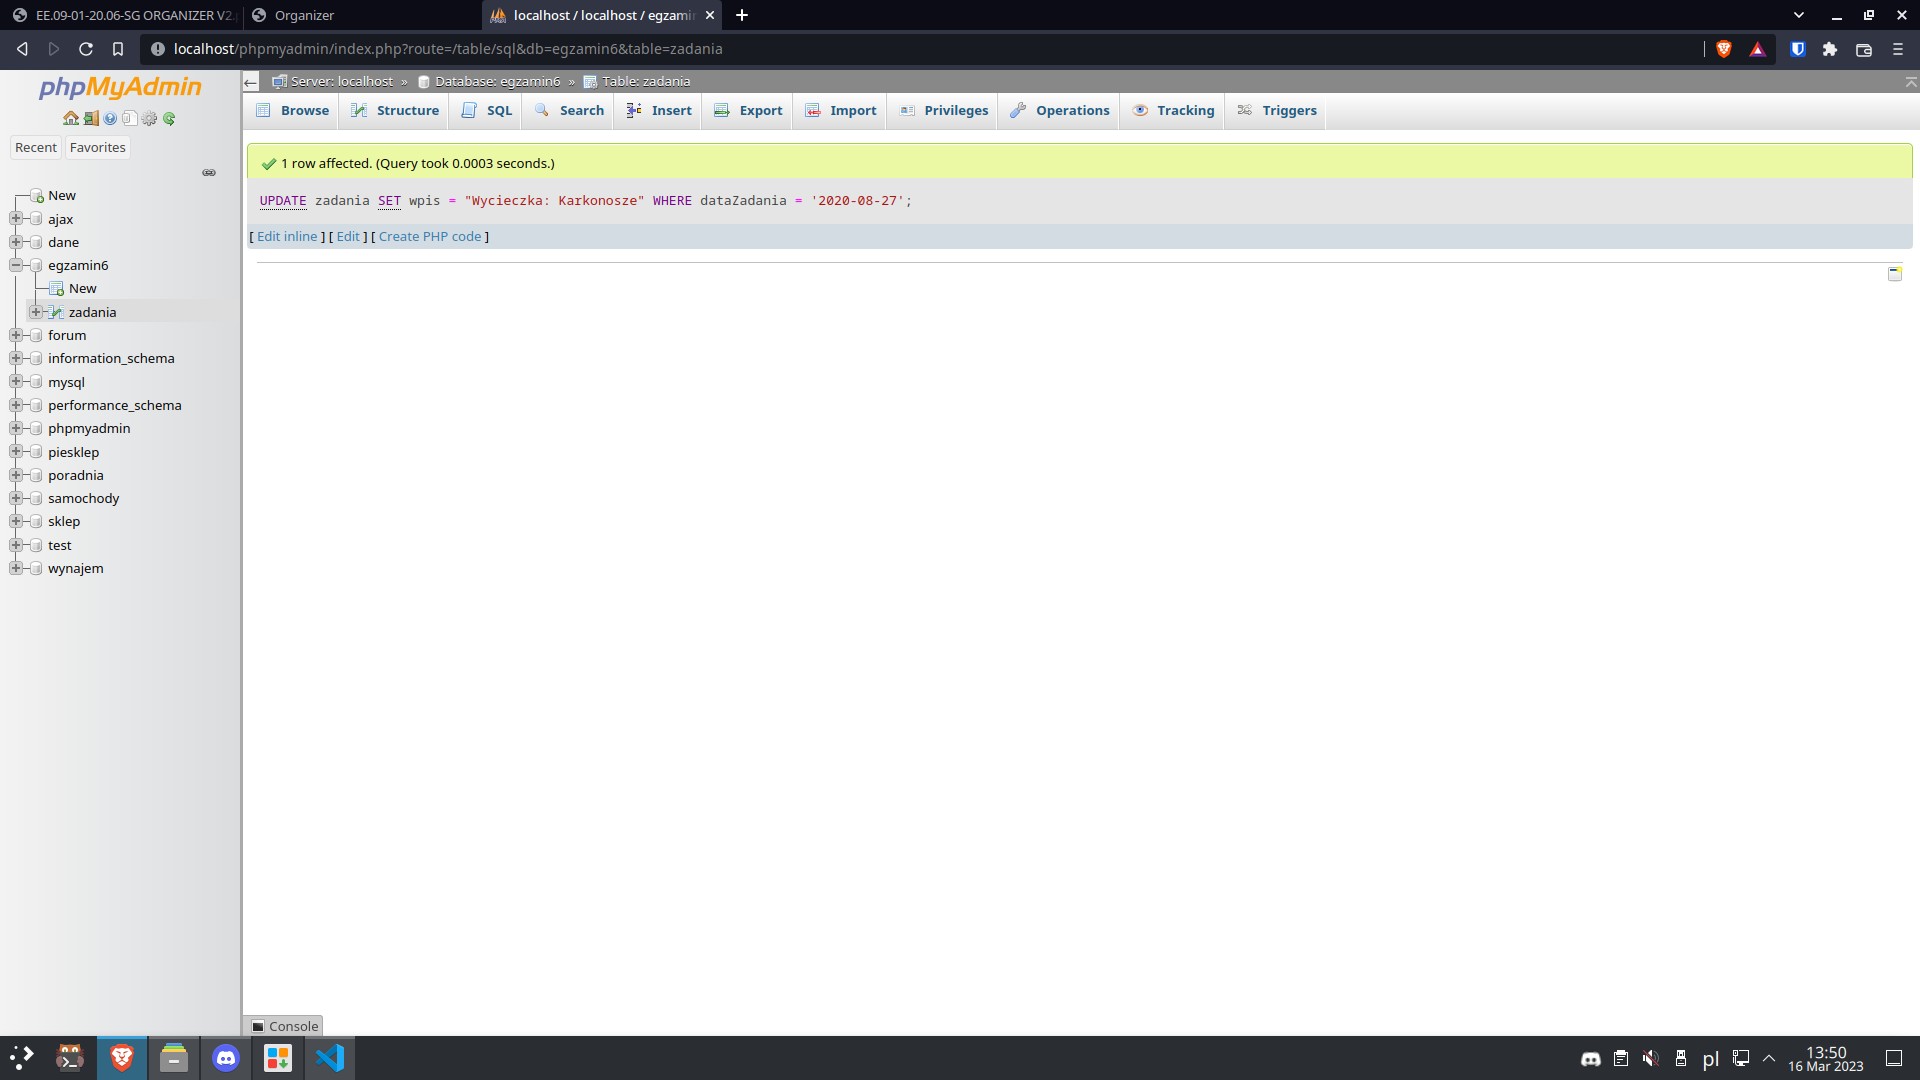 EE.09-01-20.06-SG ORGANIZER V2.
Organizer
localhost / localhost / egzami
localhost/phpmyadmin/index.php?route=/table/sql&db=egzamin6&table=zadania
phpMyAdmin
Server: localhost » Database: egzamin6 » Table: zadania
Browse Structure SQL Search Insert Export Import Privileges Operations Tracking Triggers
Recent Favorites
1 row affected. (Query took 0.0003 seconds.)
UPDATE zadania SET wpis = "Wycieczka: Karkonosze" WHERE dataZadania = '2020-08-27';
[ Edit inline ] [ Edit ] [ Create PHP code ]
New
ajax
dane
egzamin6
New
zadania
forum
information_schema
mysql
performance_schema
phpmyadmin
piesklep
poradnia
samochody
sklep
test
wynajem
Console
pl
13:50
16 Mar 2023